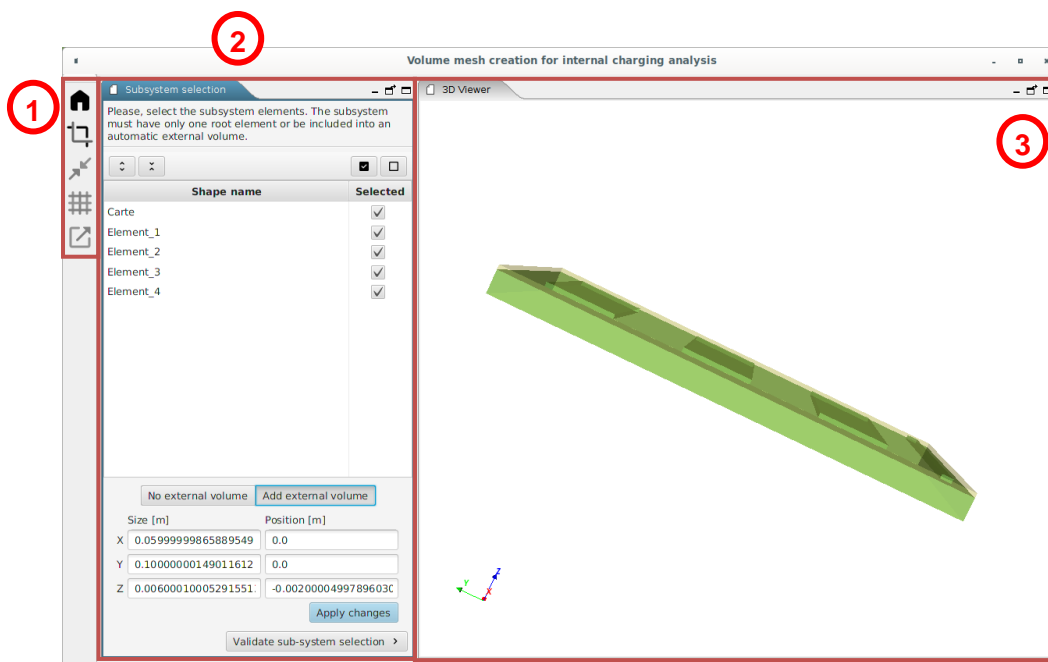 2
Volume mesh creation for internal charging analysis
1
Subsystem selection
3D Viewer
Please, select the subsystem elements. The subsystem
must have only one root element or be included into an
automatic external volume.
3
Shape name Selected
Carte
Element_1
Element_2
Element_3
Element_4
No external volume Add external volume
Size [m] Position [m]
X 0.05999999865889549 0.0
Y 0.10000000149011612 0.0
Z 0.0060001000529155 -0.0020000499789603
Apply changes
Validate sub-system selection >
Z
Y
X